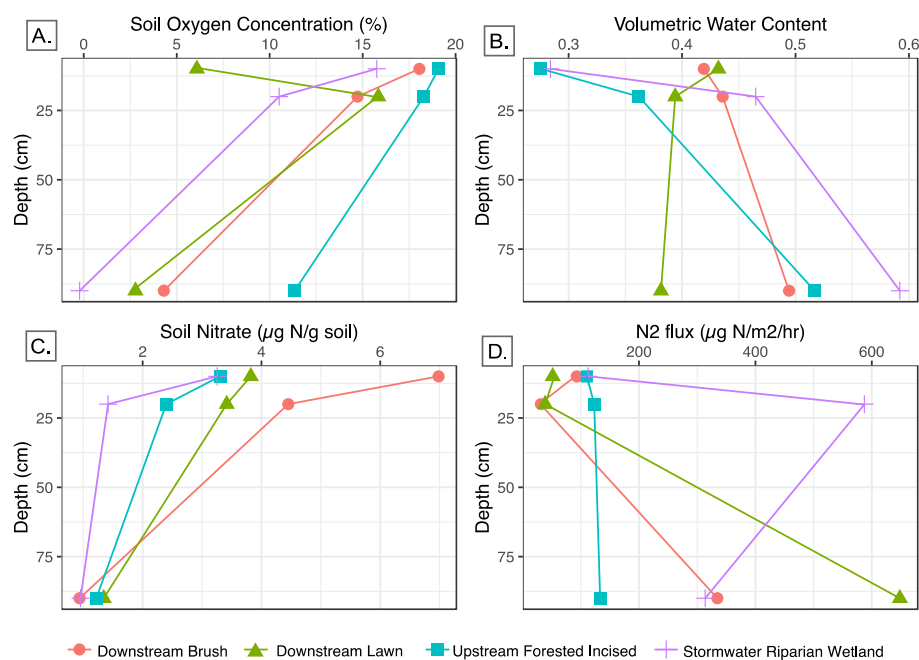 A.
Soil Oxygen Concentration (%)
0 5 10 15 20
Depth (cm)
25
50
75
B.
Volumetric Water Content
0.3 0.4 0.5 0.6
Depth (cm)
25
50
75
C.
Soil Nitrate (µg N/g soil)
2 4 6
Depth (cm)
25
50
75
D.
N2 flux (µg N/m2/hr)
200 400 600
Depth (cm)
25
50
75
Downstream Brush Downstream Lawn Upstream Forested Incised Stormwater Riparian Wetland